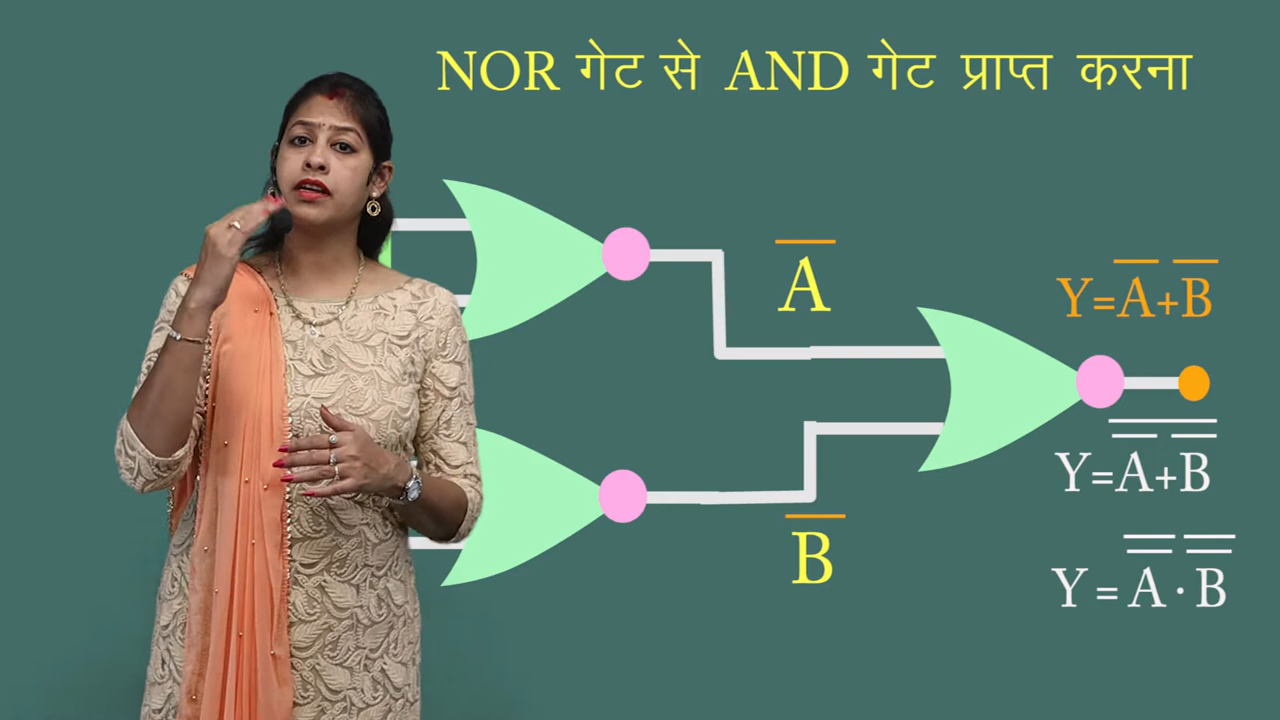 NOR गेट से AND गेट प्राप्त करना
A̅
Y=A̅+B̅
Y=A̿+̅B̿
B̅
Y=A̿·B̿